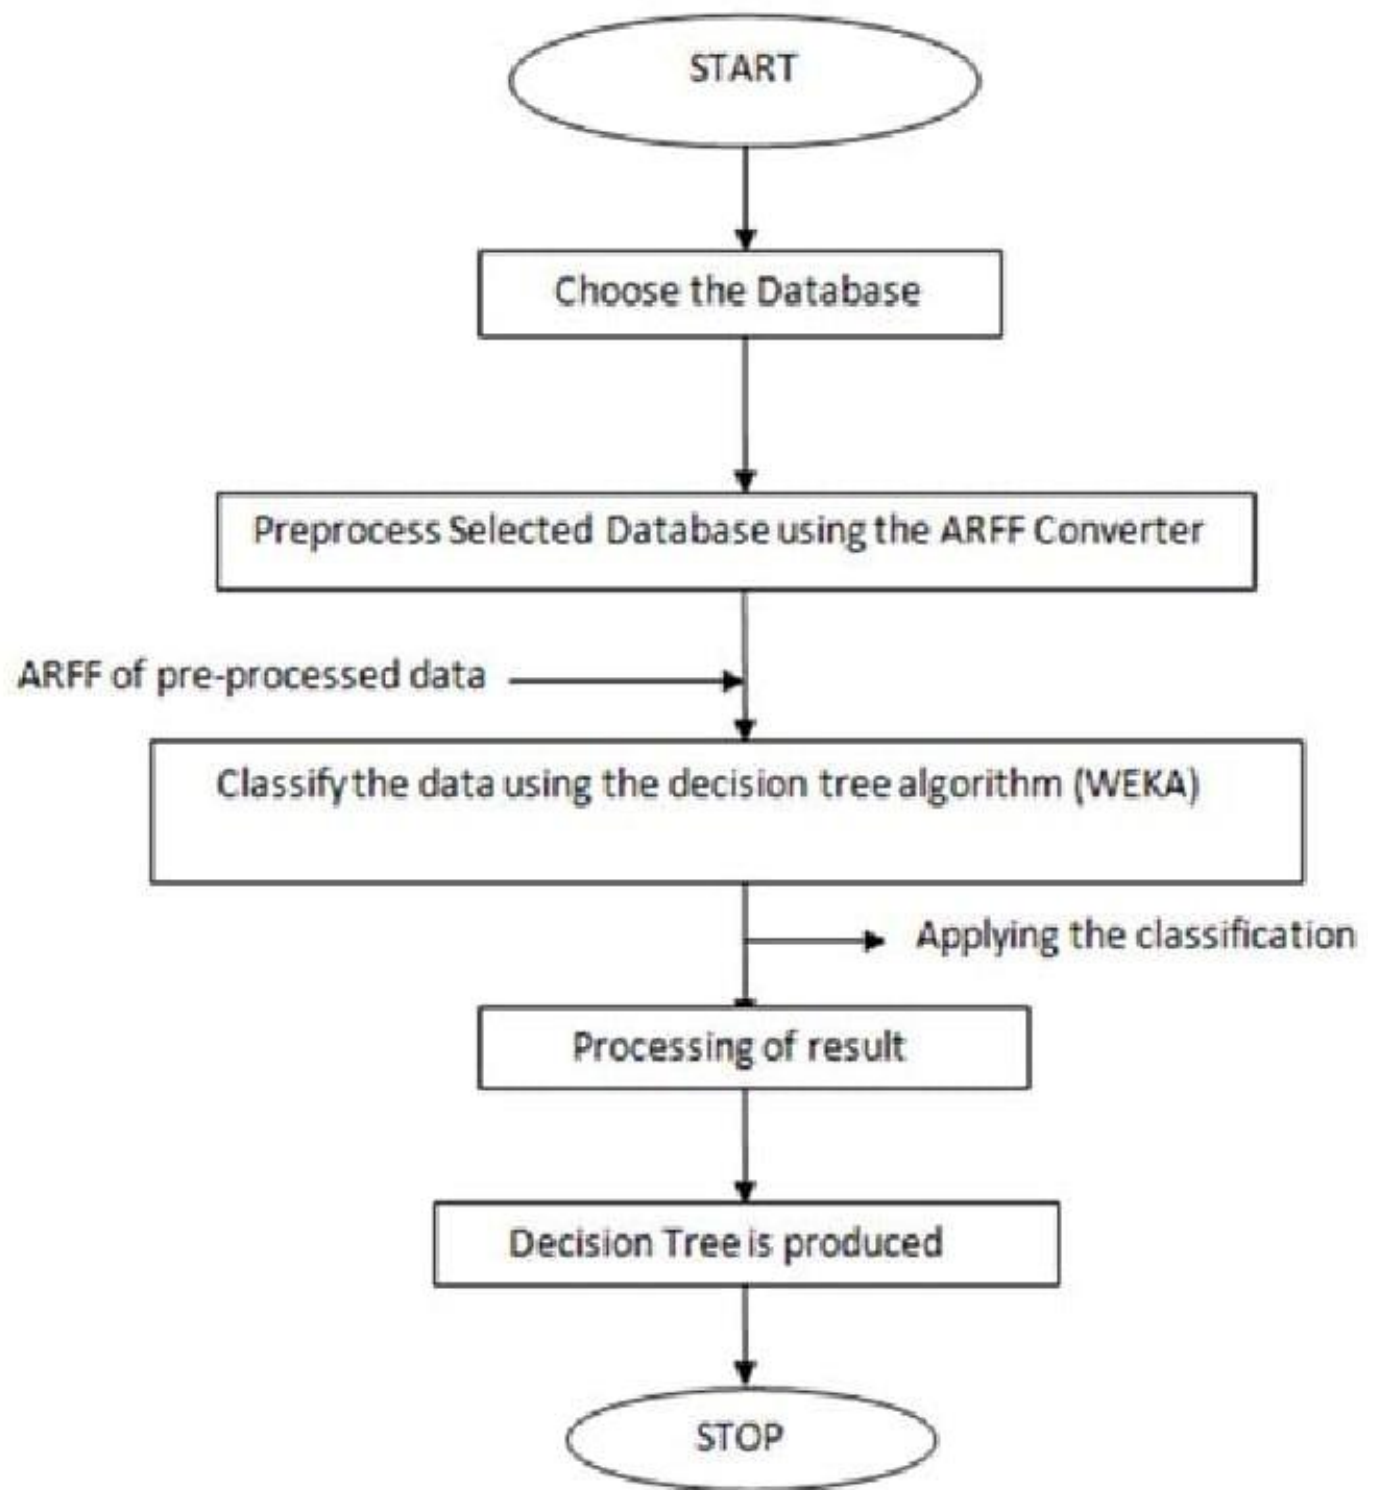 START
Choose the Database
Preprocess Selected Database using the ARFF Converter
ARFF of pre-processed data
Classify the data using the decision tree algorithm (WEKA)
Applying the classification
Processing of result
Decision Tree is produced
STOP